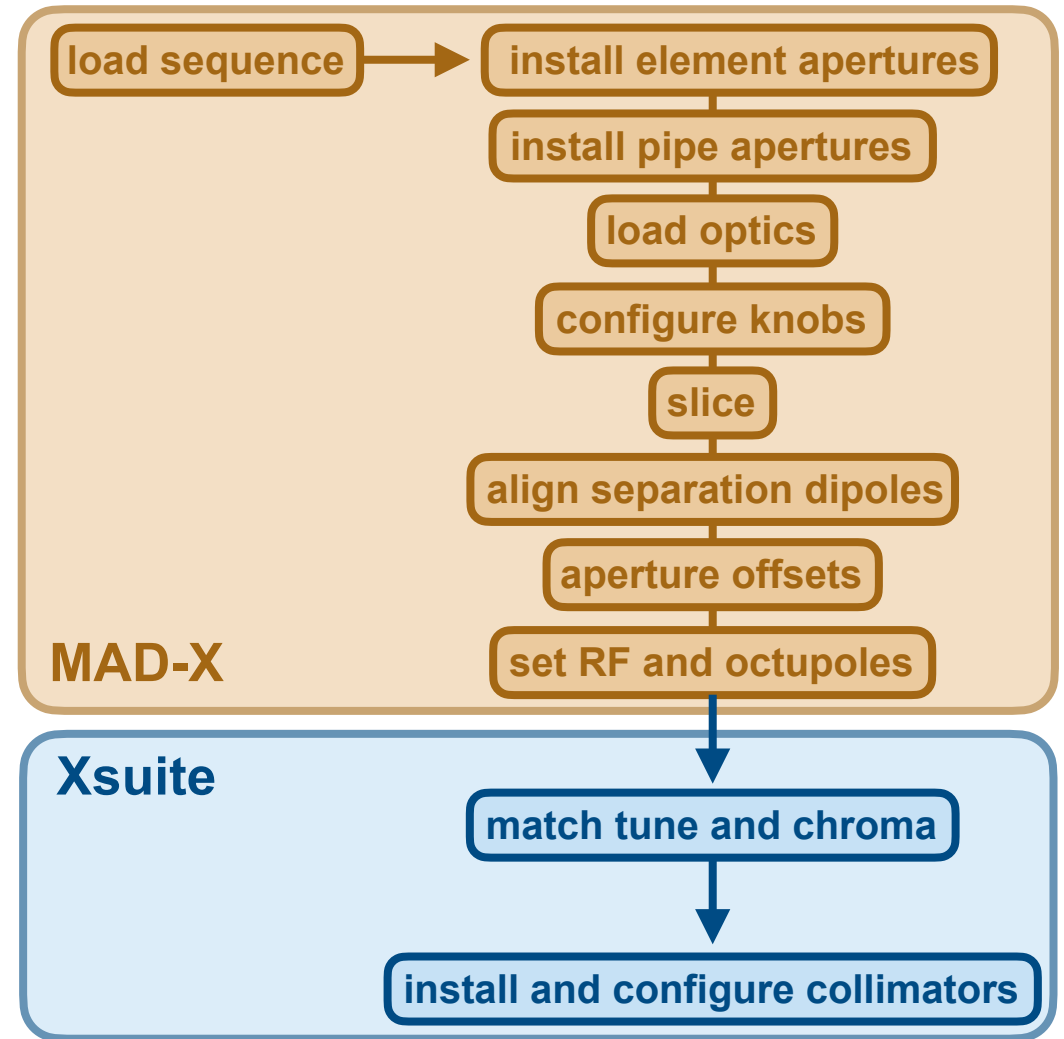 load sequence
install element apertures
install pipe apertures
load optics
configure knobs
slice
align separation dipoles
aperture offsets
MAD-X
set RF and octupoles
Xsuite
match tune and chroma
install and configure collimators